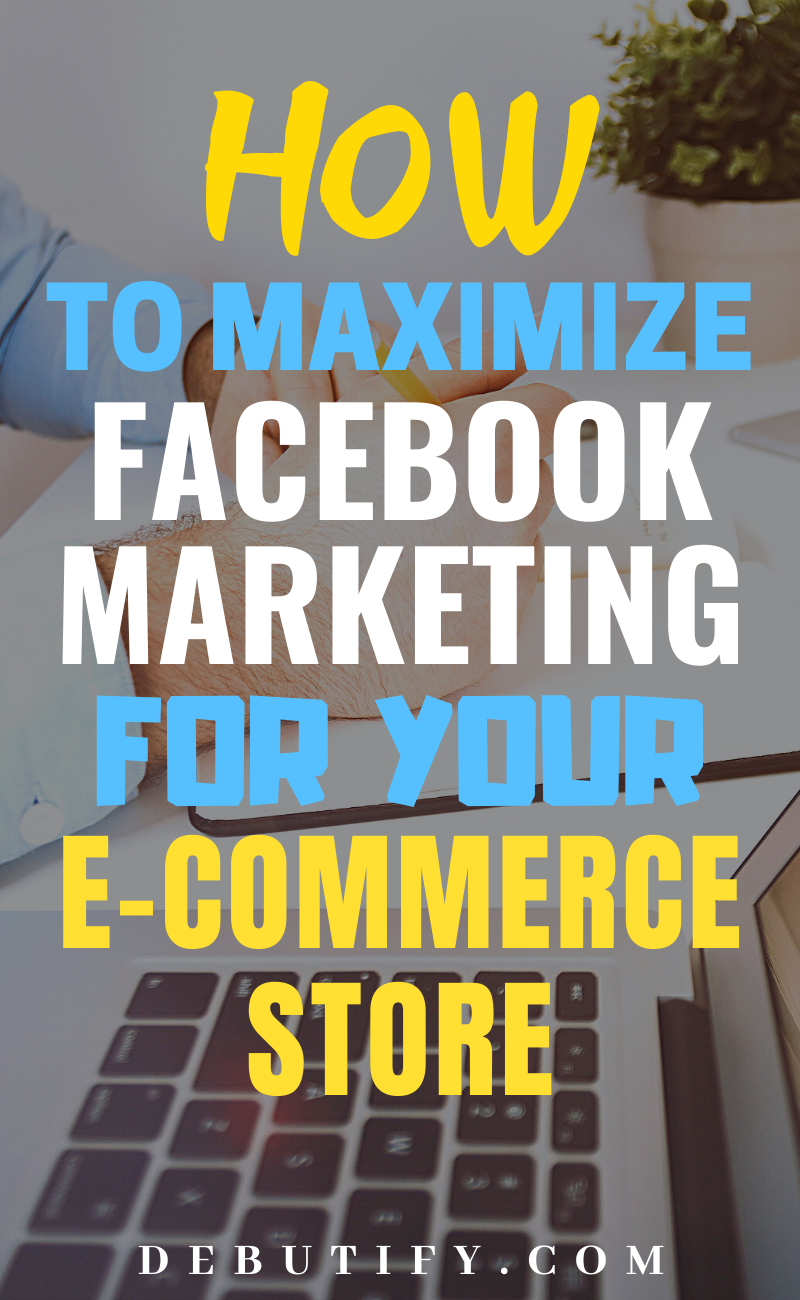 HOW
TO MAXIMIZE
FACEBOOK
MARKETING
FOR YOUR
E-COMMERCE
STORE
DEBUTIFY.COM